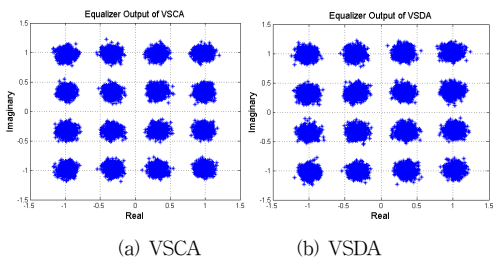 Equalizer Output of VSCA
1.5
1
0.5
0
-0.5
-1
-1.5
Imaginary
-1.5 -1 -0.5 0 0.5 1 1.5
Real
(a) VSCA
Equalizer Output of VSDA
1.5
1
0.5
0
-0.5
-1
-1.5
Imaginary
-1.5 -1 -0.5 0 0.5 1 1.5
Real
(b) VSDA